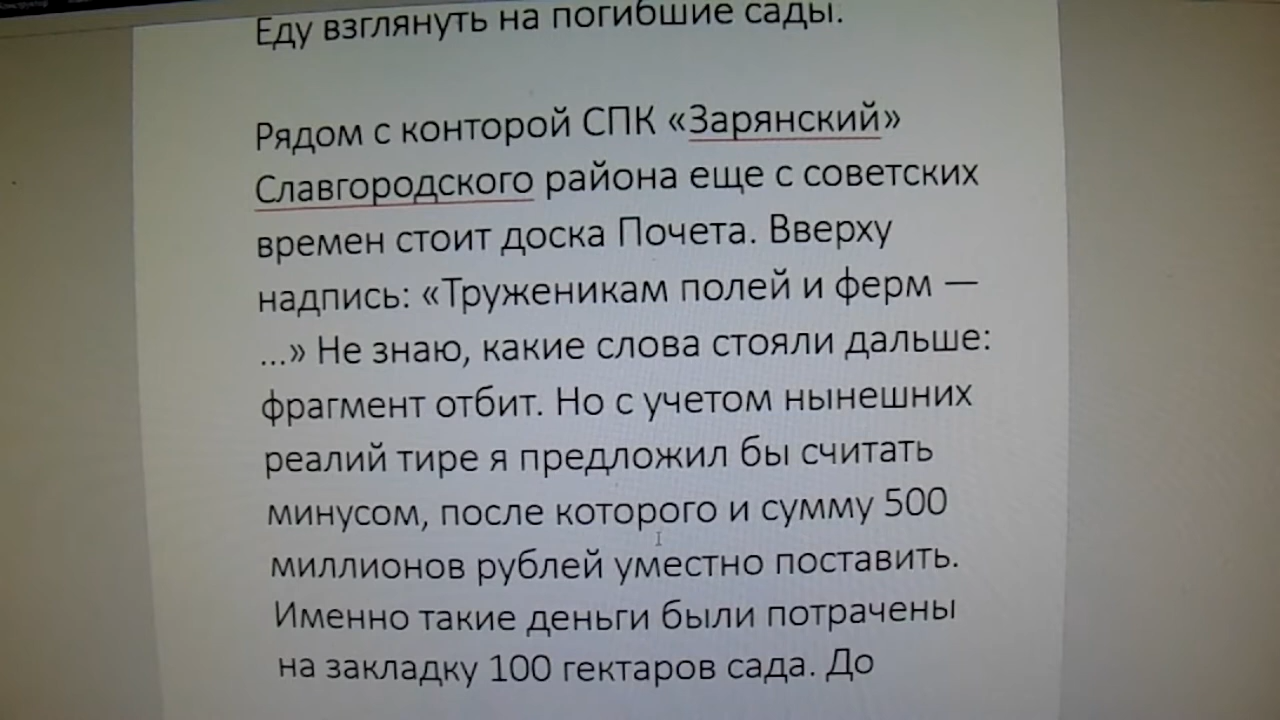 Еду взглянуть на погибшие сады.
Рядом с конторой СПК «Зарянский»
Славгородского района еще с советских
времен стоит доска Почета. Вверху
надпись: «Труженикам полей и ферм —
...» Не знаю, какие слова стояли дальше:
фрагмент отбит. Но с учетом нынешних
реалий тире я предложил бы считать
минусом, после которого и сумму 500
миллионов рублей уместно поставить.
Именно такие деньги были потрачены
на закладку 100 гектаров сада. До